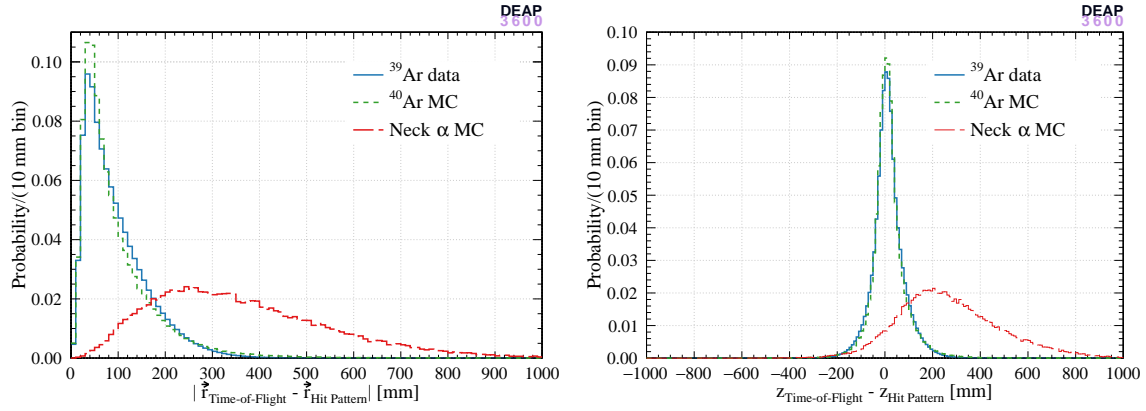 DEAP
3600
0.10
0.08
0.06
0.04
0.02
0.00
Probability/(10 mm bin)
³⁹Ar data
⁴⁰Ar MC
Neck α MC
0 100 200 300 400 500 600 700 800 900 1000
| r⃗Time-of-Flight - r⃗Hit Pattern| [mm]
DEAP
3600
0.10
0.09
0.08
0.07
0.06
0.05
0.04
0.03
0.02
0.01
0.00
Probability/(10 mm bin)
³⁹Ar data
⁴⁰Ar MC
Neck α MC
−1000 −800 −600 −400 −200 0 200 400 600 800 1000
zTime-of-Flight - zHit Pattern [mm]